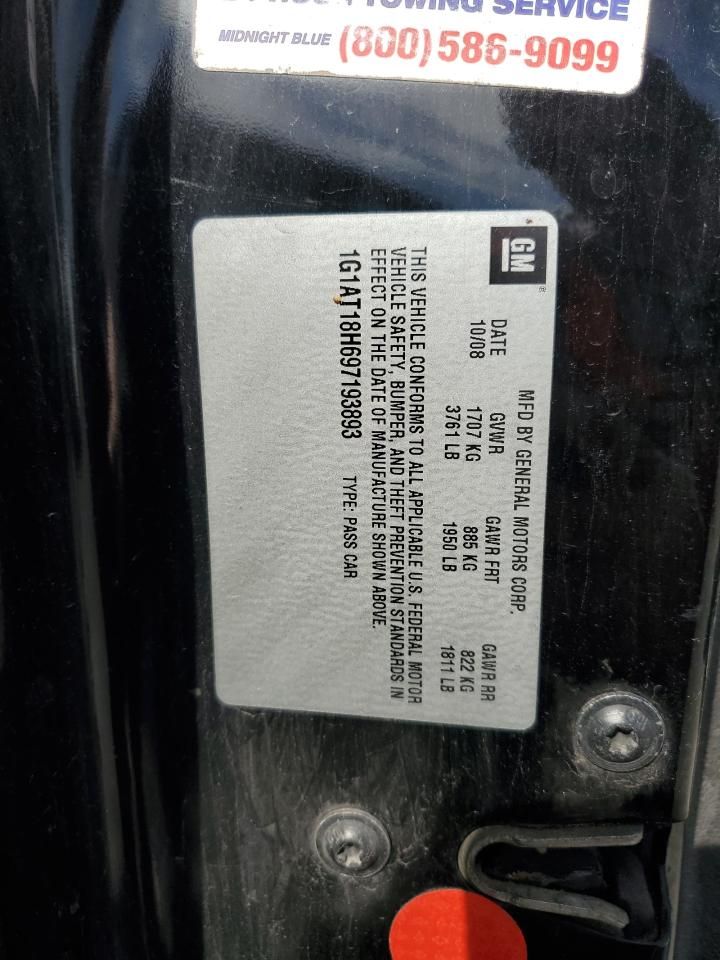 TOWING SERVICE
MIDNIGHT BLUE (800) 586-9099
GM
MFD BY GENERAL MOTORS CORP.
DATE GVWR GAWR FRT GAWR RR
10/08 1707 KG 885 KG 822 KG
3761 LB 1950 LB 1811 LB
THIS VEHICLE CONFORMS TO ALL APPLICABLE U.S. FEDERAL MOTOR
VEHICLE SAFETY, BUMPER, AND THEFT PREVENTION STANDARDS IN
EFFECT ON THE DATE OF MANUFACTURE SHOWN ABOVE.
1G1AT18H697193893 TYPE: PASS CAR